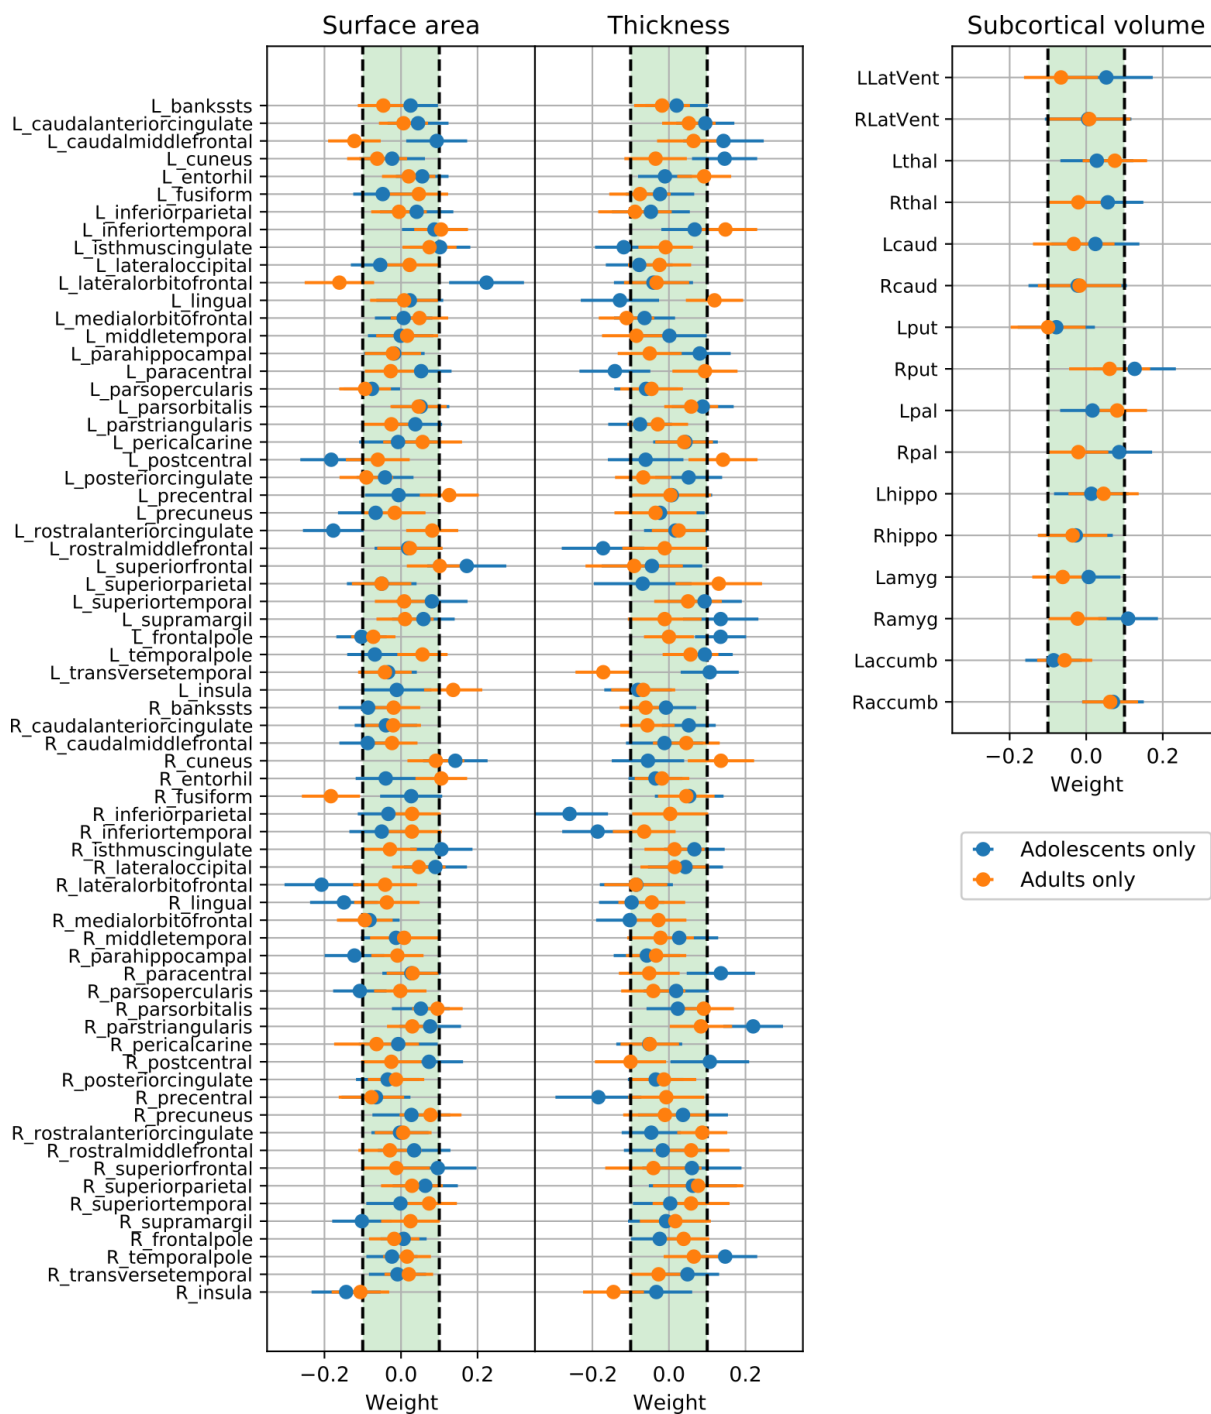 Surface area
Thickness
Subcortical volume
L_bankssts
L_caudalanteriorcingulate
L_caudalmiddlefrontal
L_cuneus
L_entorhil
L_fusiform
L_inferiorparietal
L_inferiortemporal
L_isthmuscingulate
L_lateraloccipital
L_lateralorbitofrontal
L_lingual
L_medialorbitofrontal
L_middletemporal
L_parahippocampal
L_paracentral
L_parsopercularis
L_parsorbitalis
L_parstriangularis
L_pericalcarine
L_postcentral
L_posteriorcingulate
L_precentral
L_precuneus
L_rostralanteriorcingulate
L_rostralmiddlefrontal
L_superiorfrontal
L_superiorparietal
L_superiortemporal
L_supramargil
L_frontalpole
L_temporalpole
L_transversetemporal
L_insula
R_bankssts
R_caudalanteriorcingulate
R_caudalmiddlefrontal
R_cuneus
R_entorhil
R_fusiform
R_inferiorparietal
R_inferiortemporal
R_isthmuscingulate
R_lateraloccipital
R_lateralorbitofrontal
R_lingual
R_medialorbitofrontal
R_middletemporal
R_parahippocampal
R_paracentral
R_parsopercularis
R_parsorbitalis
R_parstriangularis
R_pericalcarine
R_postcentral
R_posteriorcingulate
R_precentral
R_precuneus
R_rostralanteriorcingulate
R_rostralmiddlefrontal
R_superiorfrontal
R_superiorparietal
R_superiortemporal
R_supramargil
R_frontalpole
R_temporalpole
R_transversetemporal
R_insula
−0.2 0.0 0.2
Weight
−0.2 0.0 0.2
Weight
LLatVent
RLatVent
Lthal
Rthal
Lcaud
Rcaud
Lput
Rput
Lpal
Rpal
Lhippo
Rhippo
Lamyg
Ramyg
Laccumb
Raccumb
−0.2 0.0 0.2
Weight
Adolescents only
Adults only